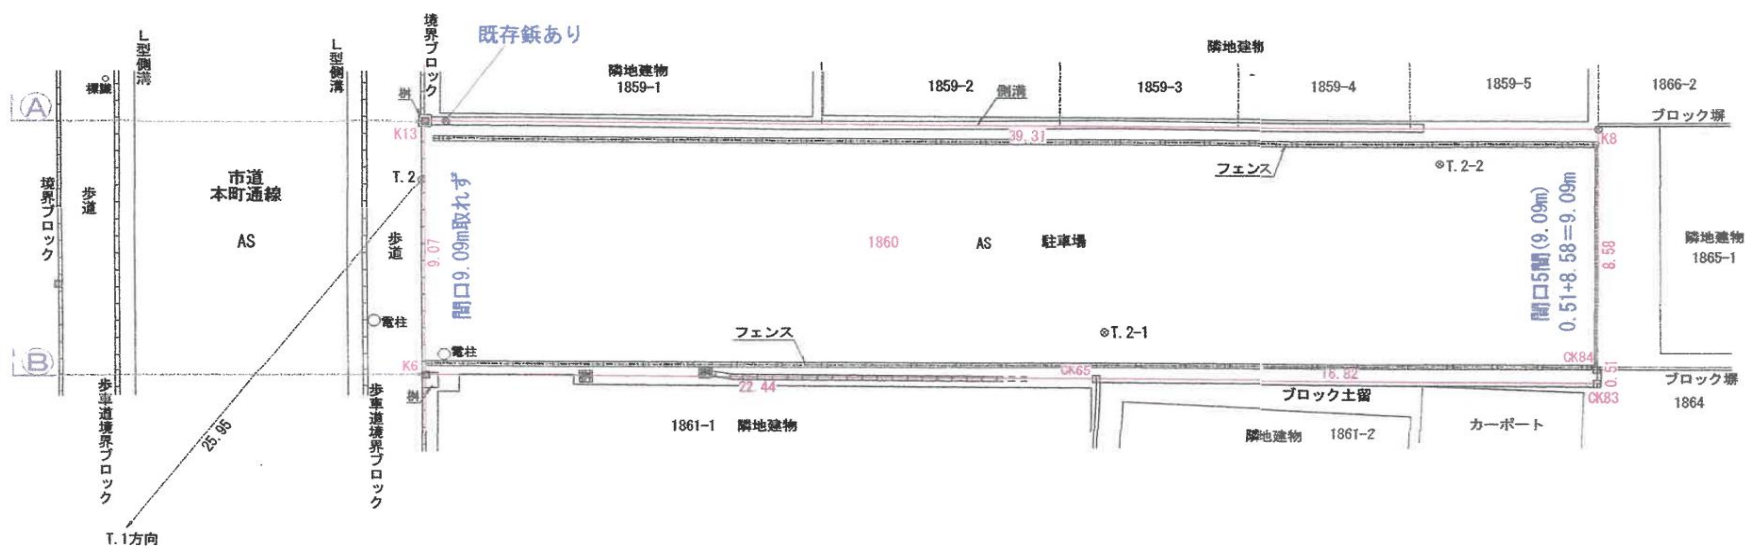 L型側溝
L型側溝
境界ブロック
既存鋲あり
隣地建物
標識
隣地建物
1859-1
1859-2
1859-3
1859-4
1859-5
1866-2
側溝
ブロック塀
A
K13
39.31
K8
フェンス
T.2-2
T.2
市道
本町通線
AS
歩道
境界ブロック
歩道
9.07
間口9.09m取れず
1860
AS
駐車場
間口5間(9.09m)
0.51+8.58=9.09m
8.58
隣地建物
1865-1
電柱
電柱
フェンス
T.2-1
B
K6
CK65
CK84
22.44
16.82
0.51
ブロック塀
CK83
1864
ブロック土留
カーポート
歩車道境界ブロック
歩車道境界ブロック
25.95
1861-1
隣地建物
隣地建物
1861-2
T.1方向